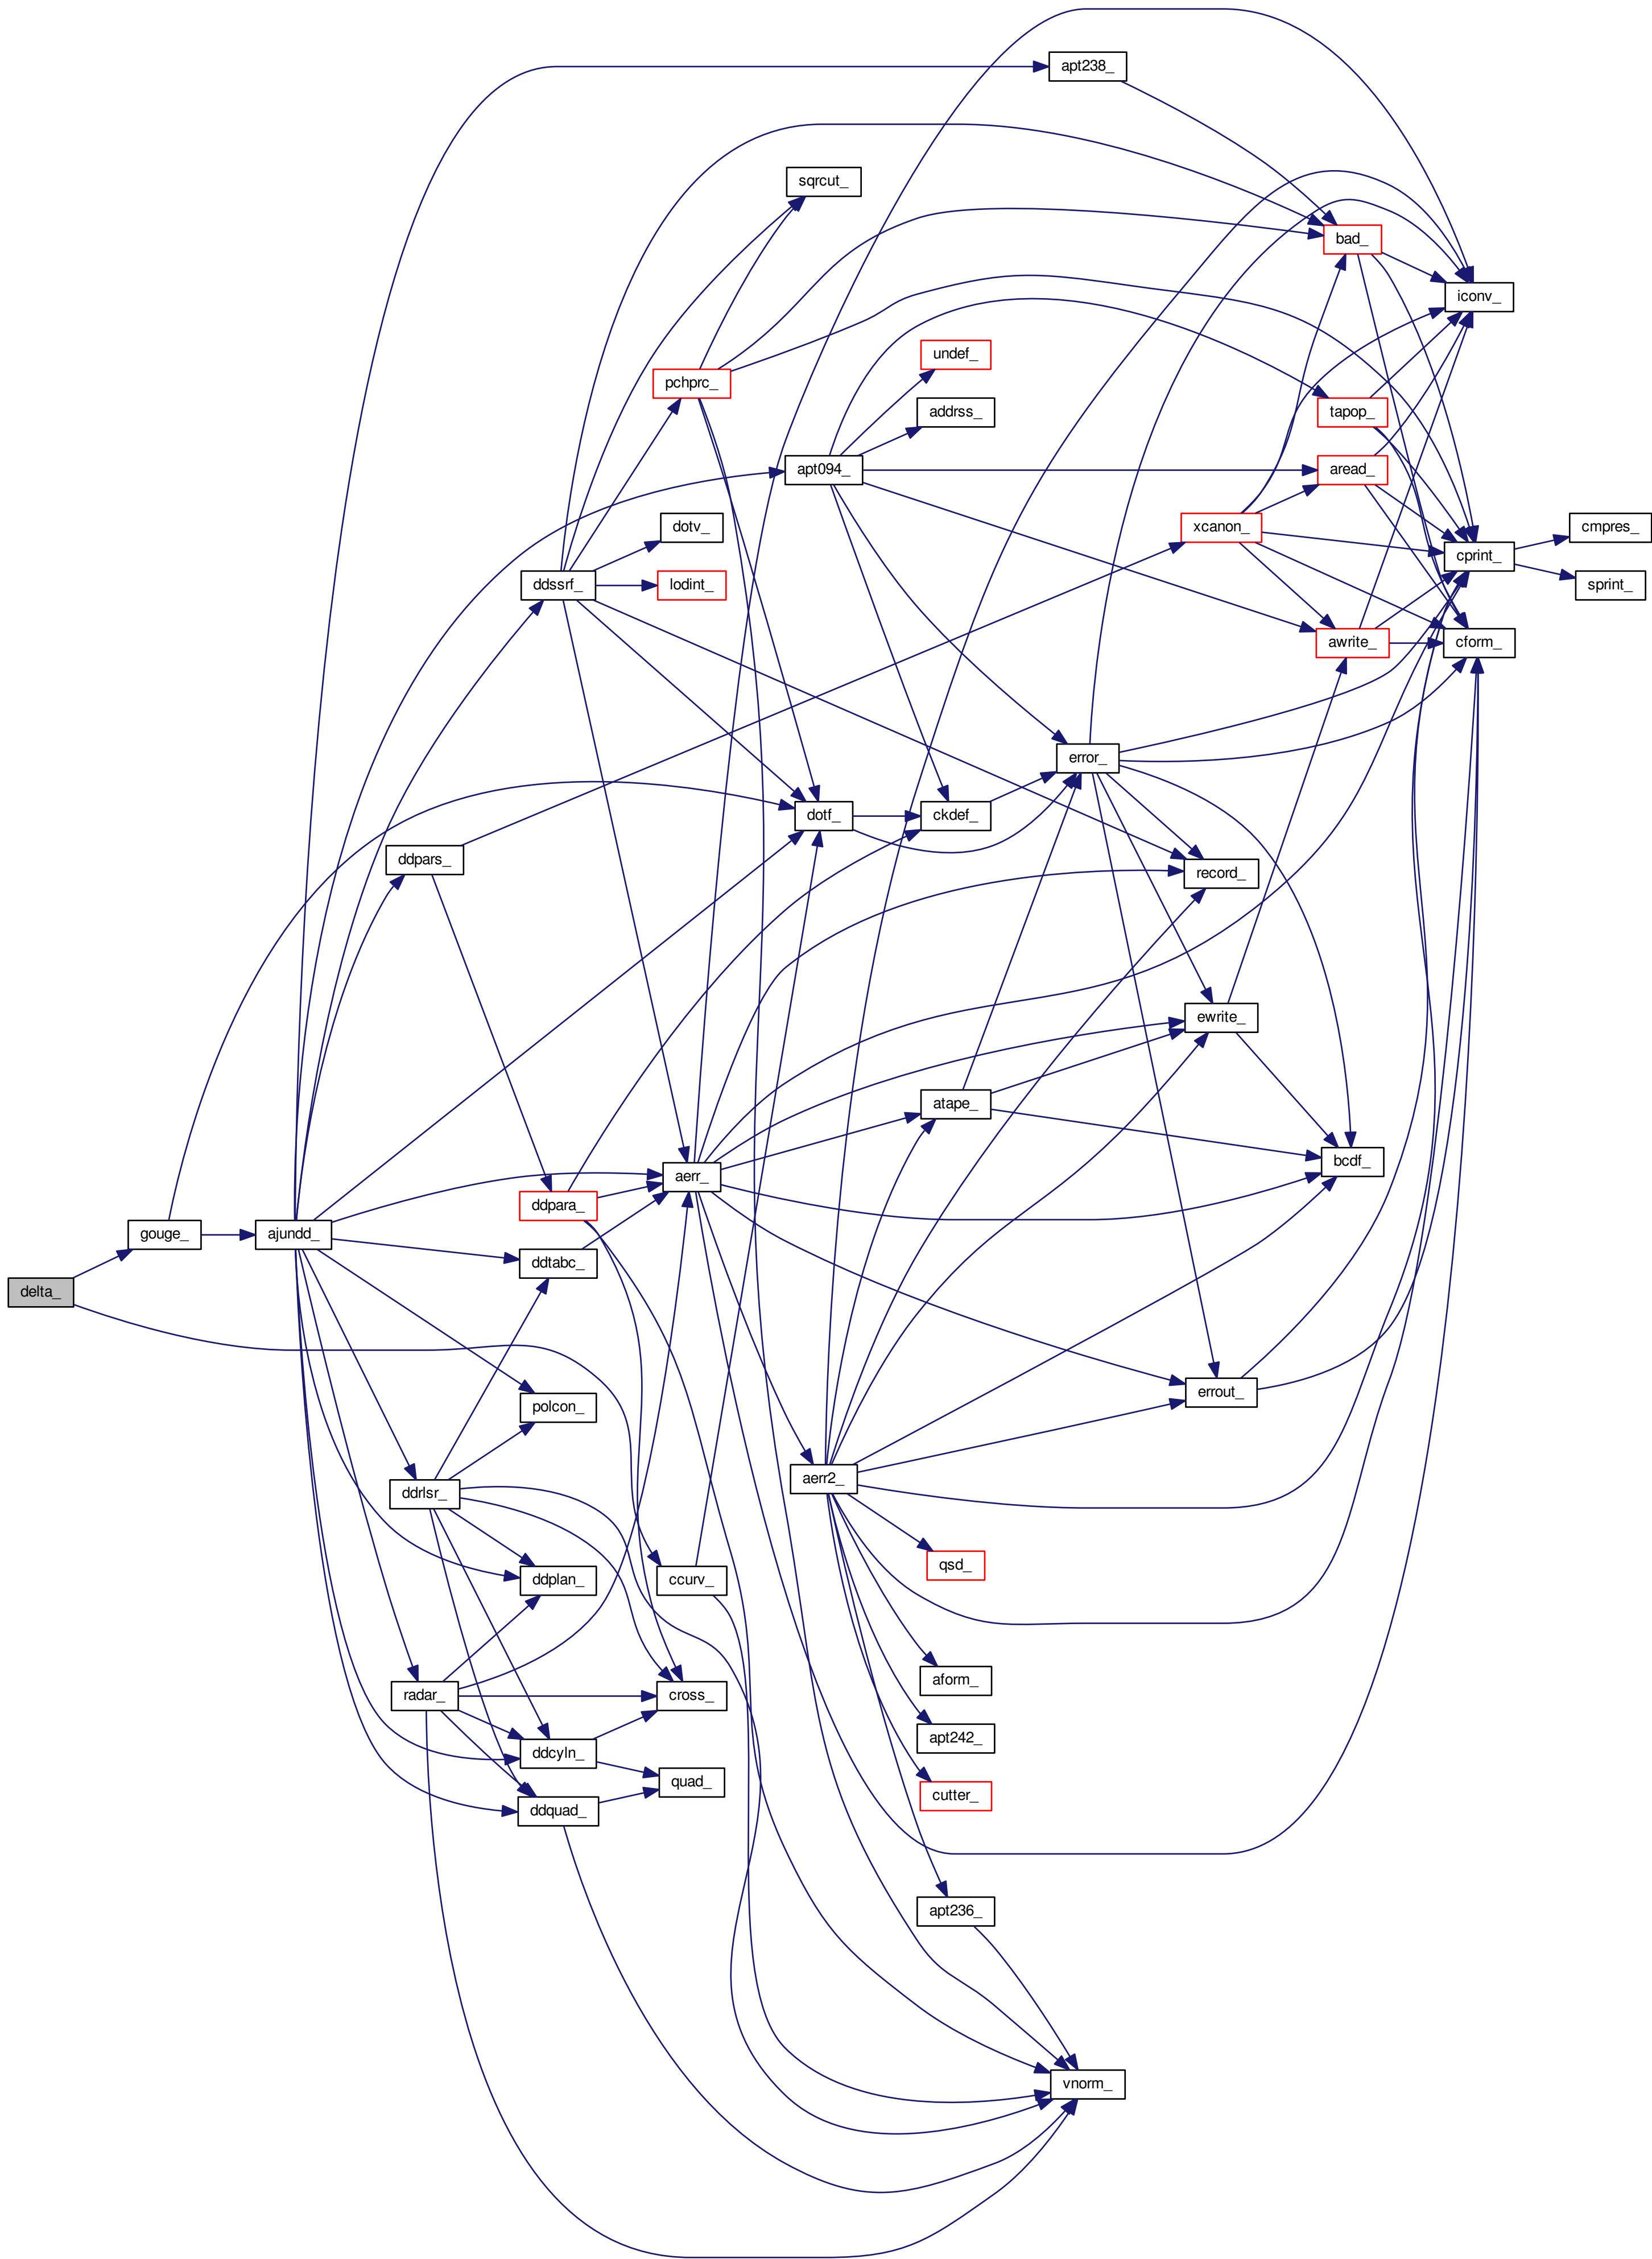 apt238_
sqrcut_
bad_
iconv_
undef_
pchprc_
addrss_
tapop_
apt094_
aread_
dotv_
xcanon_
cmpres_
cprint_
ddssrf_
lodint_
sprint_
awrite_
cform_
error_
dotf_
ckdef_
ddpars_
record_
ewrite_
atape_
bcdf_
aerr_
ddpara_
gouge_
ajundd_
ddtabc_
delta_
errout_
polcon_
aerr2_
ddrlsr_
qsd_
ddplan_
ccurv_
aform_
radar_
cross_
apt242_
ddcyln_
quad_
cutter_
ddquad_
apt236_
vnorm_